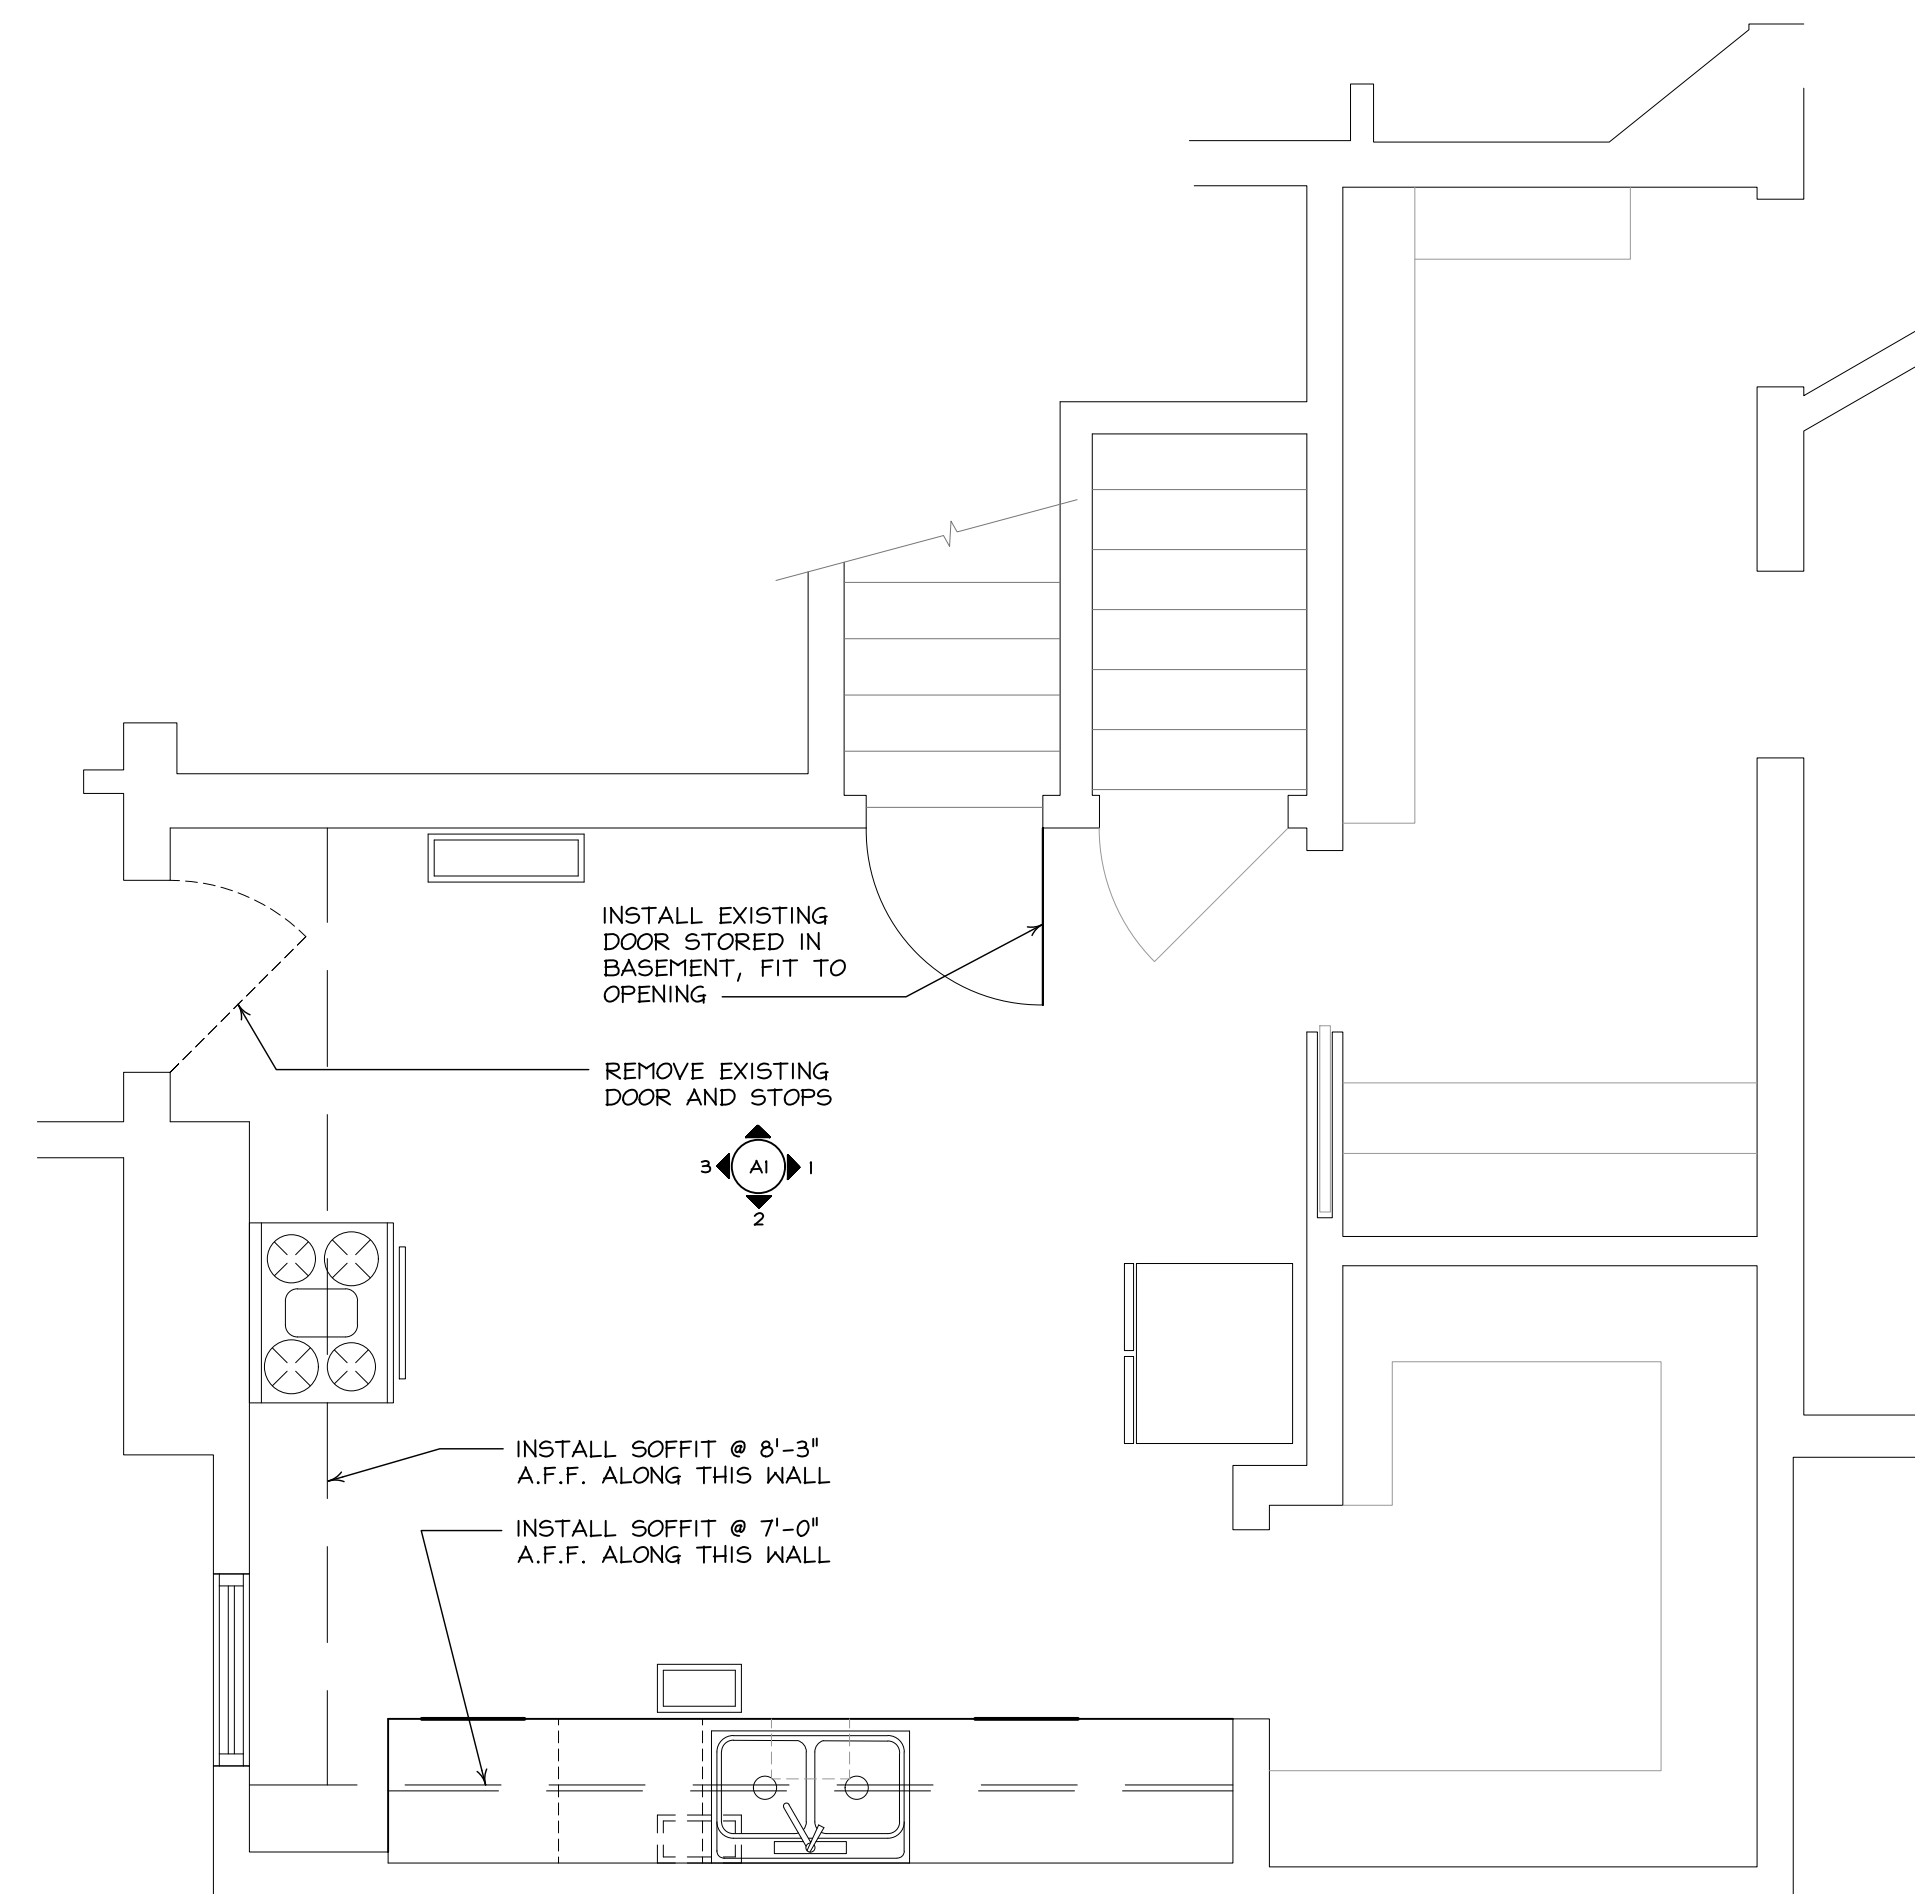 INSTALL EXISTING
DOOR STORED IN
BASEMENT, FIT TO
OPENING
REMOVE EXISTING
DOOR AND STOPS
3 A1 1
2
INSTALL SOFFIT @ 8'-3"
A.F.F. ALONG THIS WALL
INSTALL SOFFIT @ 7'-0"
A.F.F. ALONG THIS WALL